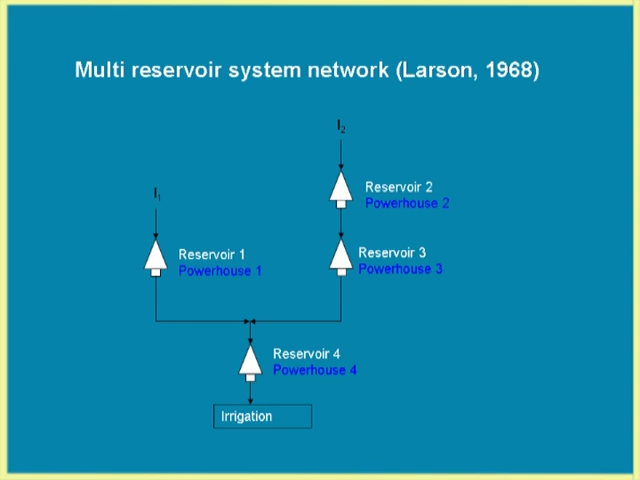 Multi reservoir system network (Larson, 1968)
I2
Reservoir 2
Powerhouse 2
I1
Reservoir 1
Powerhouse 1
Reservoir 3
Powerhouse 3
Reservoir 4
Powerhouse 4
Irrigation